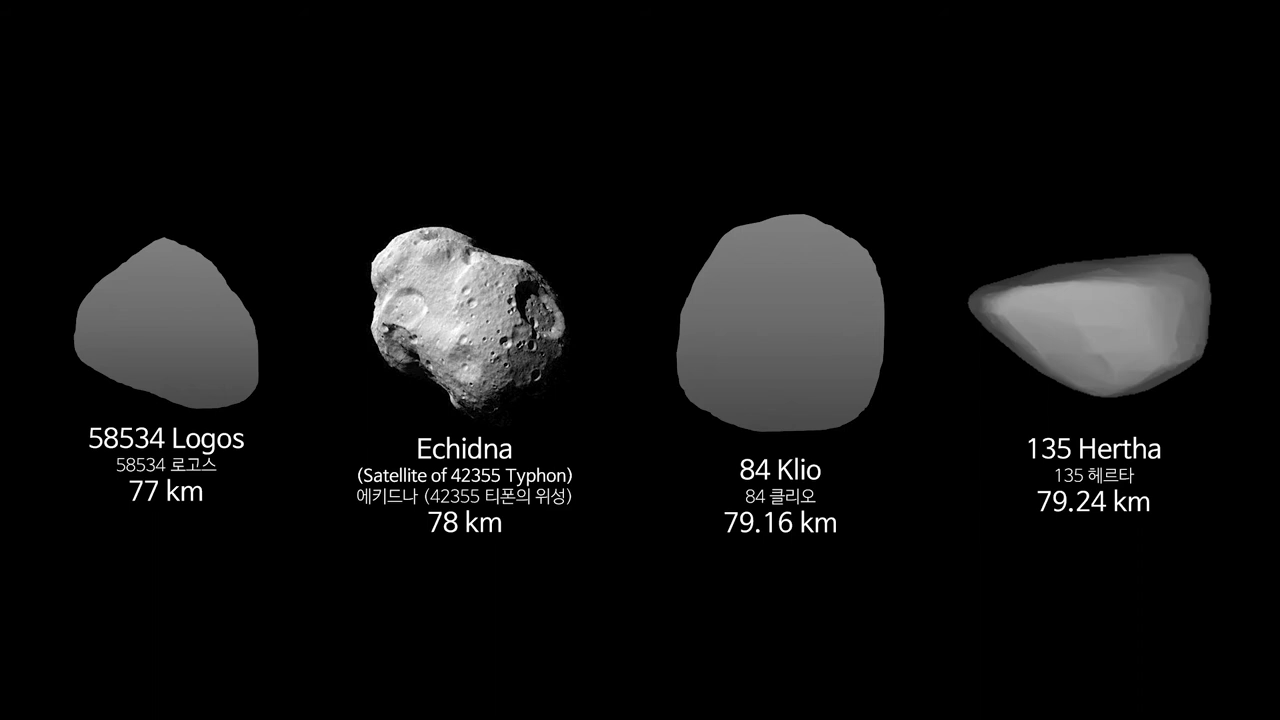 58534 Logos
58534 로고스
77 km
Echidna
(Satellite of 42355 Typhon)
에키드나 (42355 티폰의 위성)
78 km
84 Klio
84 클리오
79.16 km
135 Hertha
135 헤르타
79.24 km